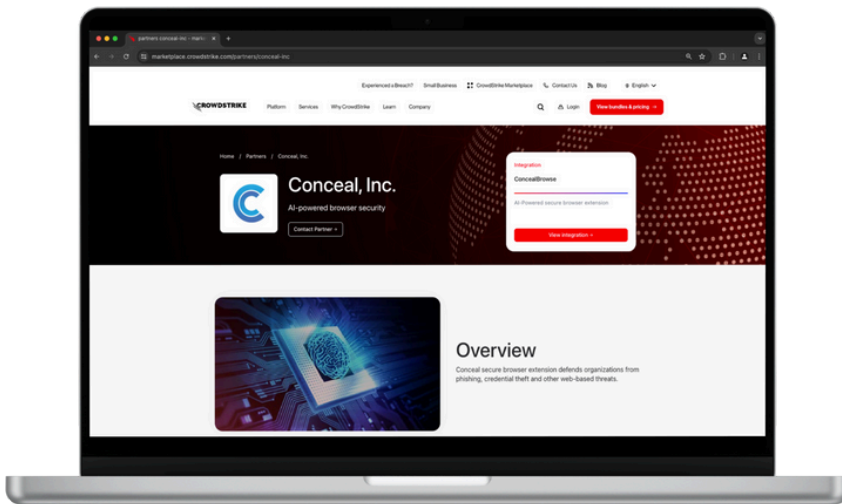 partners conceal-inc - mark
marketplace.crowdstrike.com/partners/conceal-inc
Experienced a Breach? Small Business CrowdStrike Marketplace Contact Us Blog English
CROWDSTRIKE Platform Services Why CrowdStrike Learn Company Login View bundles & pricing
Home / Partners / Conceal, Inc.
Conceal, Inc.
AI-powered browser security
Contact Partner
Integration
ConcealBrowse
AI-Powered secure browser extension
View integration
Overview
Conceal secure browser extension defends organizations from
phishing, credential theft and other web-based threats.